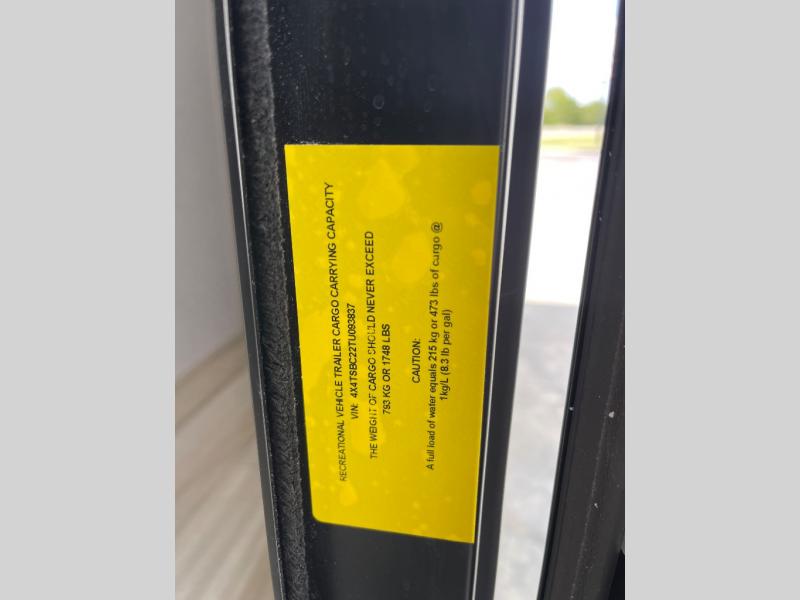 RECREATIONAL VEHICLE TRAILER CARGO CARRYING CAPACITY
VIN: 4X4TSBC22TU093837
THE WEIGHT OF CARGO SHOULD NEVER EXCEED
793 KG OR 1748 LBS
CAUTION:
A full load of water equals 215 kg or 473 lbs of cargo @
1kg/L (8.3 lb per gal)